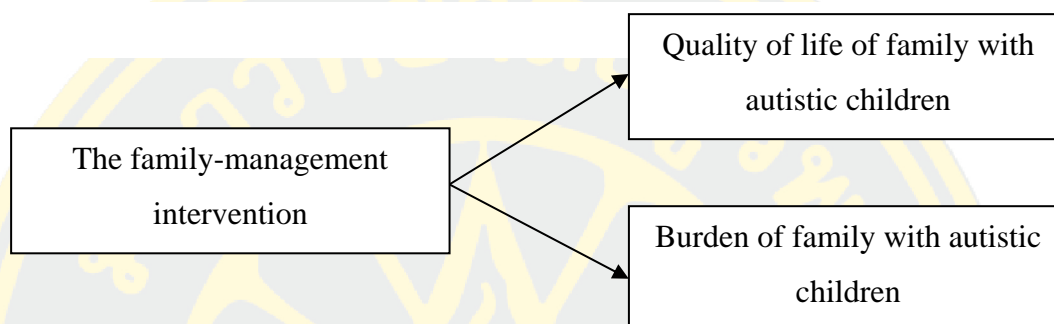 Quality of life of family with
autistic children
The family-management
intervention
Burden of family with autistic
children